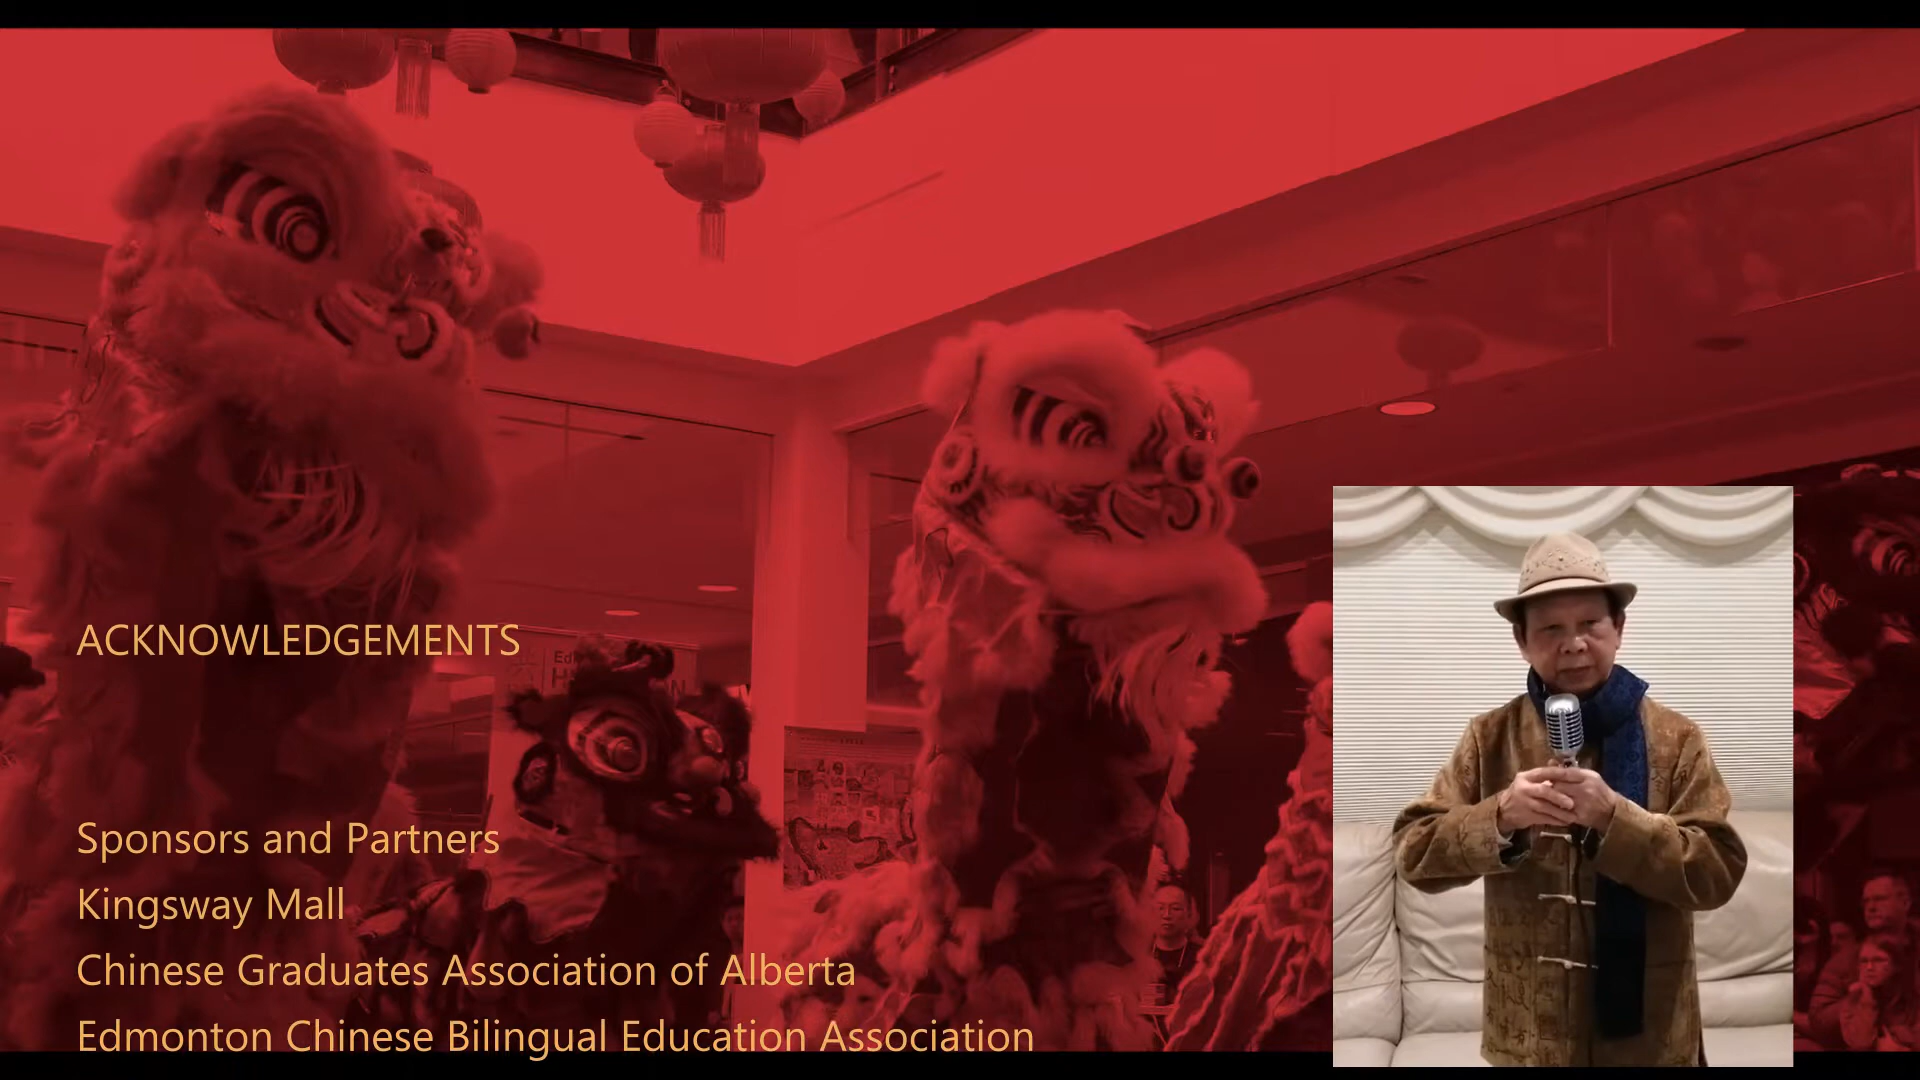 ACKNOWLEDGEMENTS
Sponsors and Partners
Kingsway Mall
Chinese Graduates Association of Alberta
Edmonton Chinese Bilingual Education Association